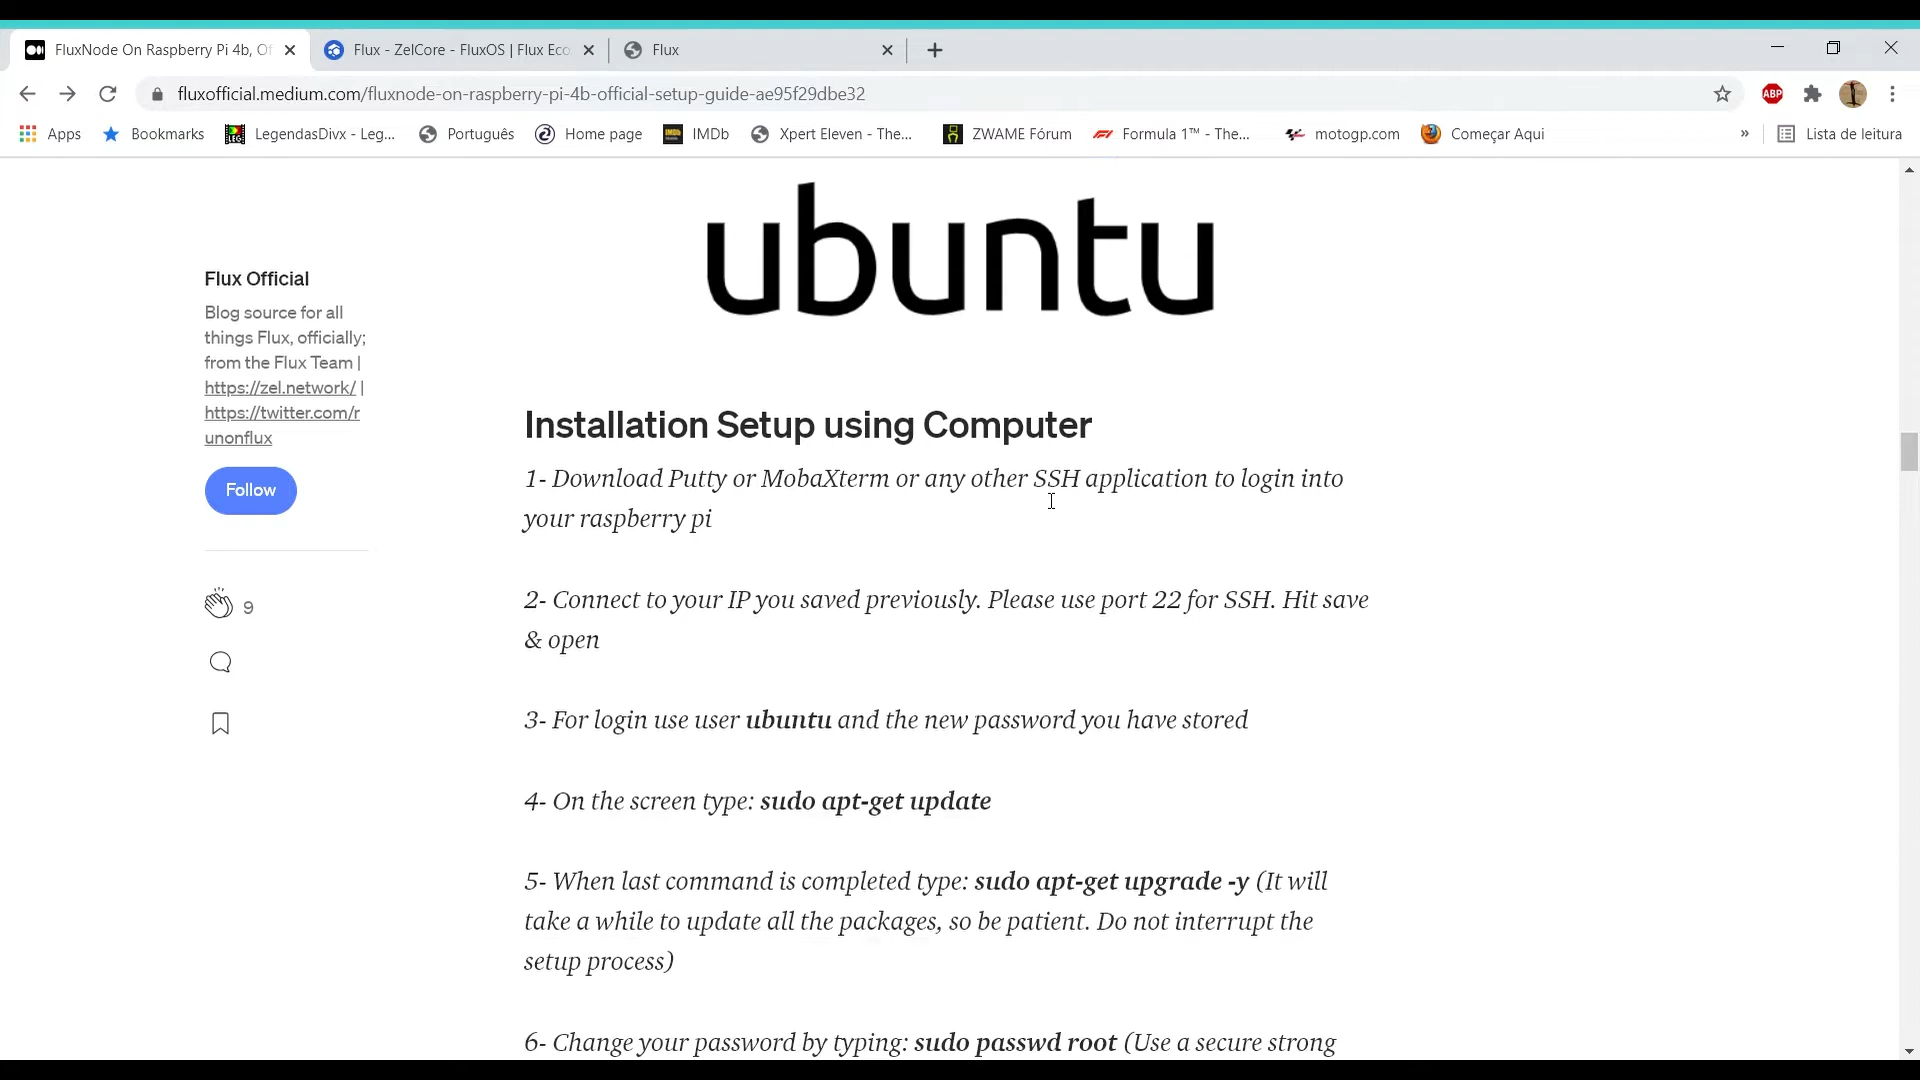 FluxNode On Raspberry Pi 4b, Of
Flux - ZelCore - FluxOS | Flux Eco
Flux
fluxofficial.medium.com/fluxnode-on-raspberry-pi-4b-official-setup-guide-ae95f29dbe32
ABP
Apps
Bookmarks
LegendasDivx - Leg...
Português
Home page
IMDb
Xpert Eleven - The...
ZWAME Fórum
Formula 1™ - The...
motogp.com
Começar Aqui
»
Lista de leitura
ubuntu
Flux Official
Blog source for all
things Flux, officially;
from the Flux Team |
https://zel.network/ |
https://twitter.com/r
unonflux
Follow
9
Installation Setup using Computer
1- Download Putty or MobaXterm or any other SSH application to login into
your raspberry pi
2- Connect to your IP you saved previously. Please use port 22 for SSH. Hit save
& open
3- For login use user ubuntu and the new password you have stored
4- On the screen type: sudo apt-get update
5- When last command is completed type: sudo apt-get upgrade -y (It will
take a while to update all the packages, so be patient. Do not interrupt the
setup process)
6- Change your password by typing: sudo passwd root (Use a secure strong